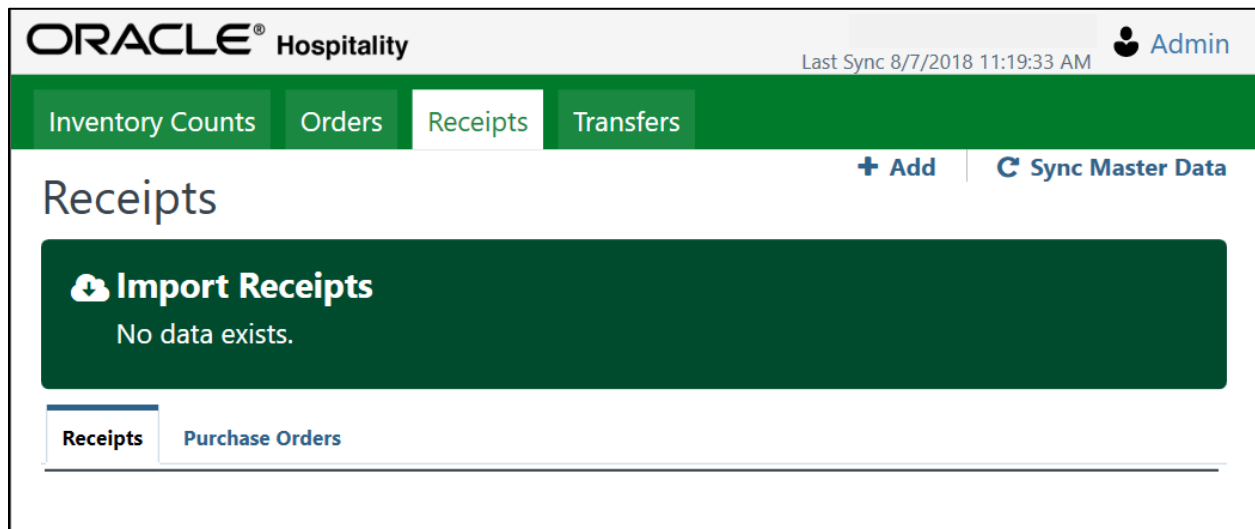 ORACLE® Hospitality
Last Sync 8/7/2018 11:19:33 AM
Admin
Inventory Counts Orders Receipts Transfers
Add Sync Master Data
Receipts
Import Receipts
No data exists.
Receipts Purchase Orders